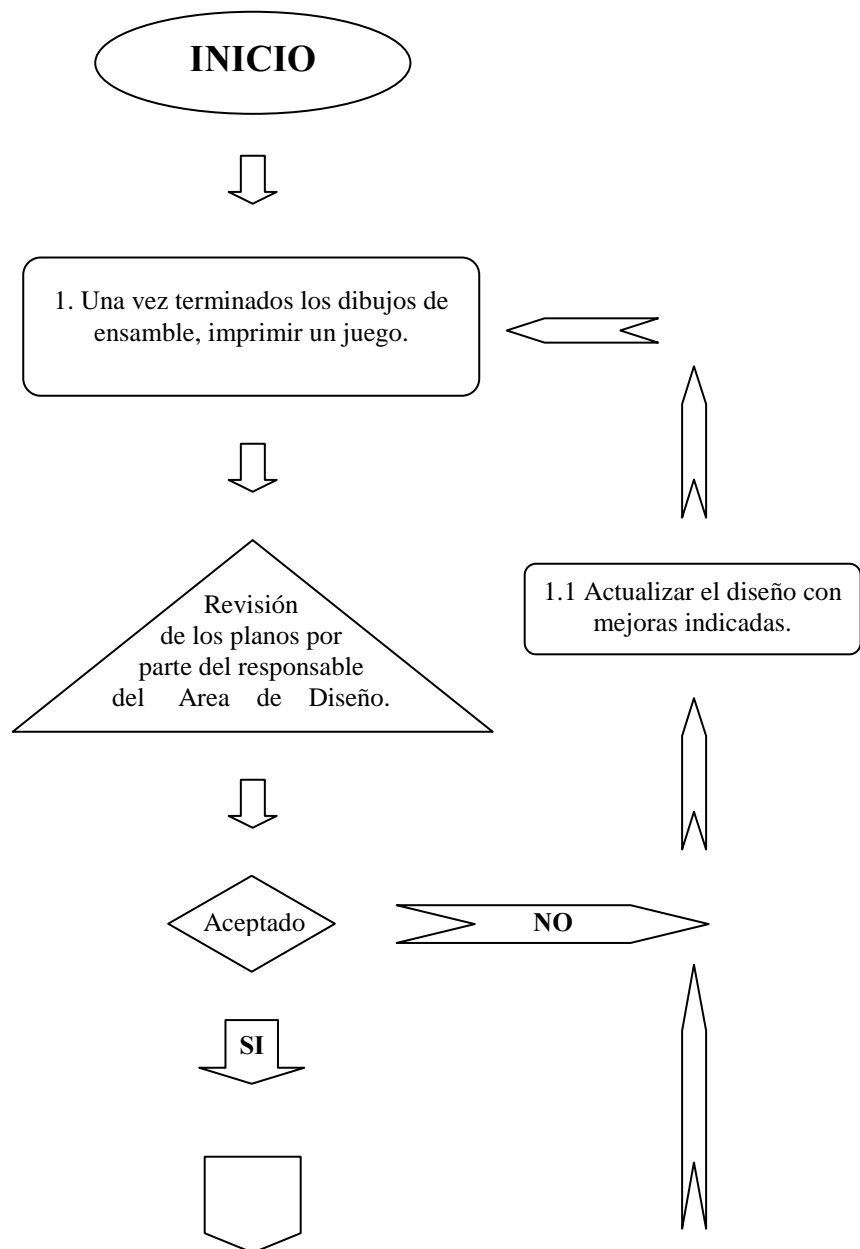 INICIO
1. Una vez terminados los dibujos de
ensamble, imprimir un juego.
Revisión
de los planos por
parte del responsable
del Area de Diseño.
1.1 Actualizar el diseño con
mejoras indicadas.
Aceptado
NO
SI